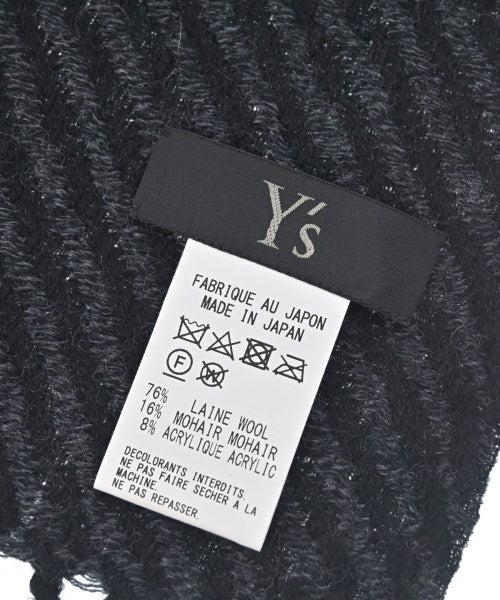 Y's
FABRIQUE AU JAPON
MADE IN JAPAN
F W
76% LAINE WOOL
16% MOHAIR MOHAIR
8% ACRYLIQUE ACRYLIC
DECOLORANTS INTERDITS.
NE PAS FAIRE SECHER A LA
MACHINE.
NE PAS REPASSER.